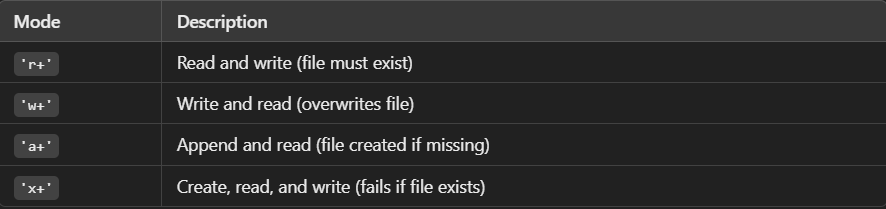 Mode Description
'r+' Read and write (file must exist)
'w+' Write and read (overwrites file)
'a+' Append and read (file created if missing)
'x+' Create, read, and write (fails if file exists)